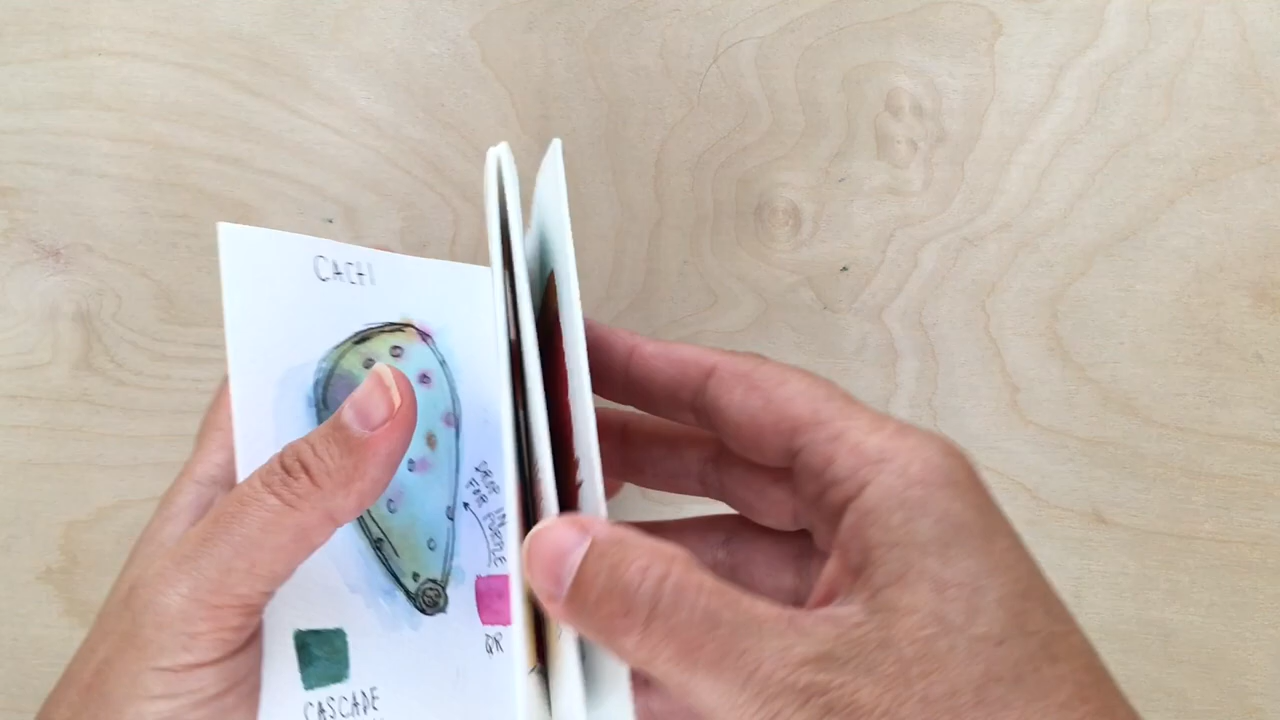 CACTI
DROP IN
FOR PURPLE
QR
CASCADE